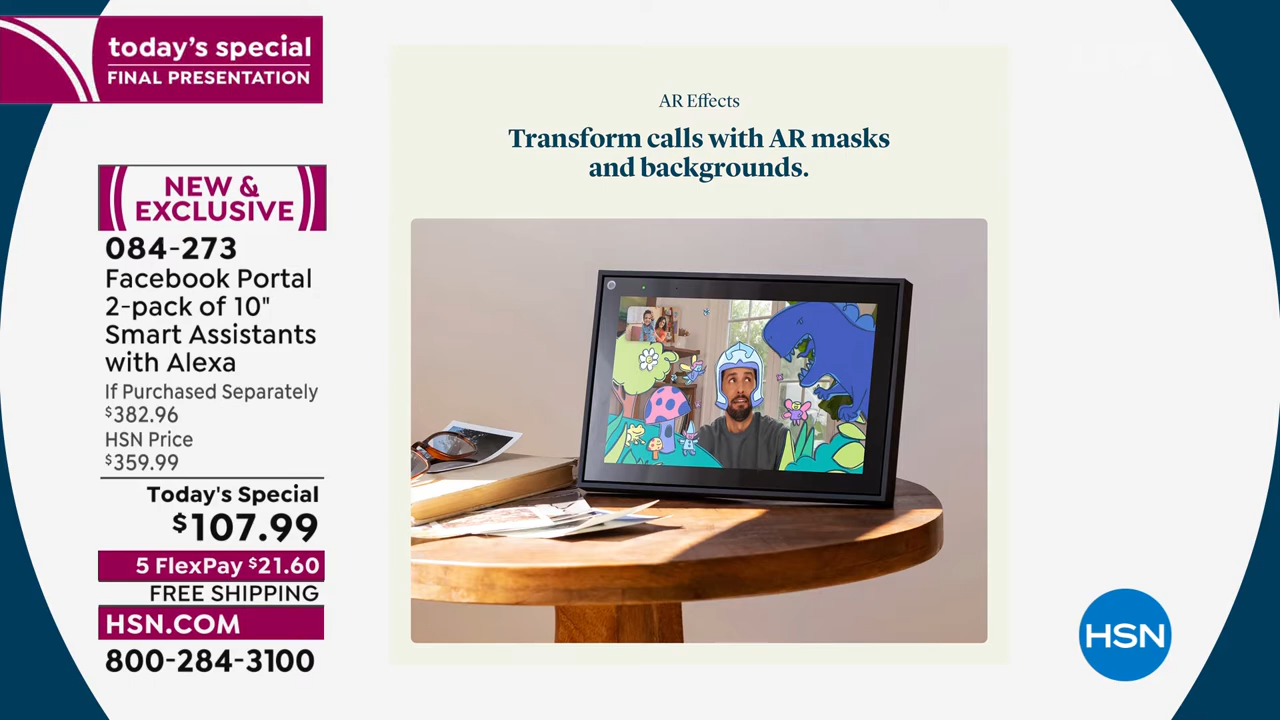 today's special
FINAL PRESENTATION
NEW &
EXCLUSIVE
084-273
Facebook Portal
2-pack of 10"
Smart Assistants
with Alexa
If Purchased Separately
$382.96
HSN Price
$359.99
Today's Special
$107.99
5 FlexPay $21.60
FREE SHIPPING
HSN.COM
800-284-3100
AR Effects
Transform calls with AR masks
and backgrounds.
HSN